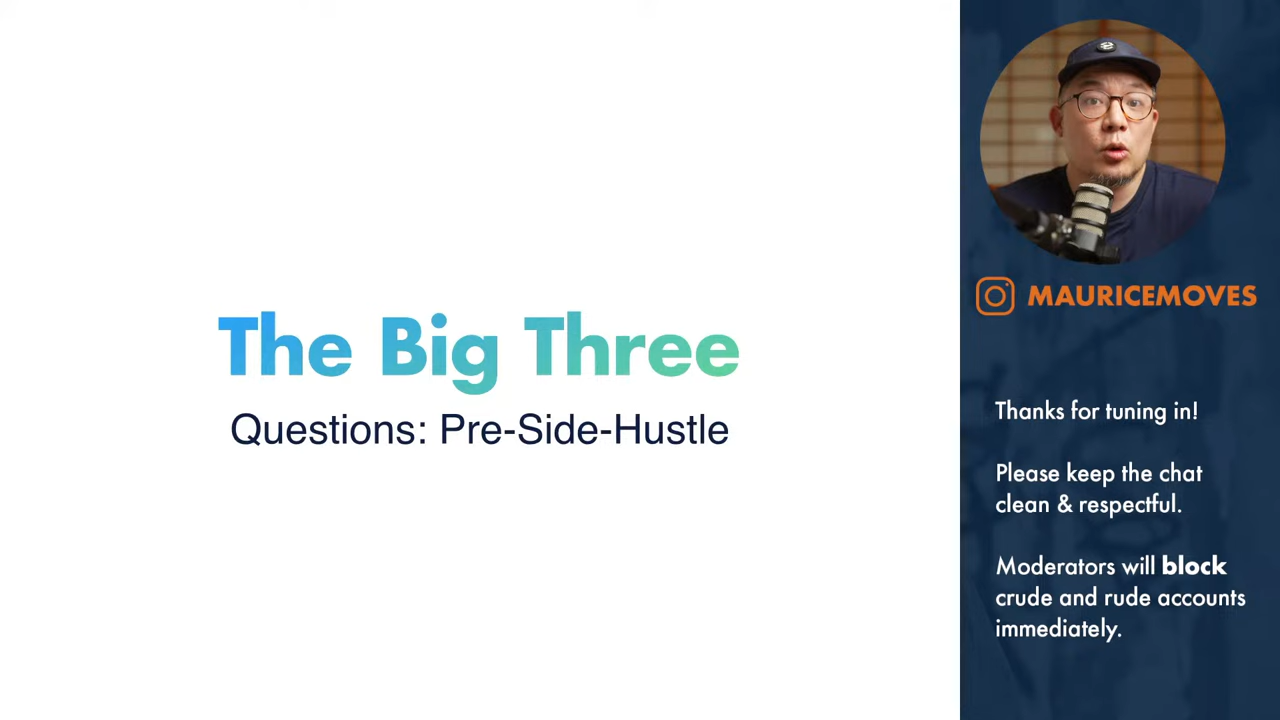 The Big Three
Questions: Pre-Side-Hustle
MAURICEMOVES
Thanks for tuning in!
Please keep the chat
clean & respectful.
Moderators will block
crude and rude accounts
immediately.